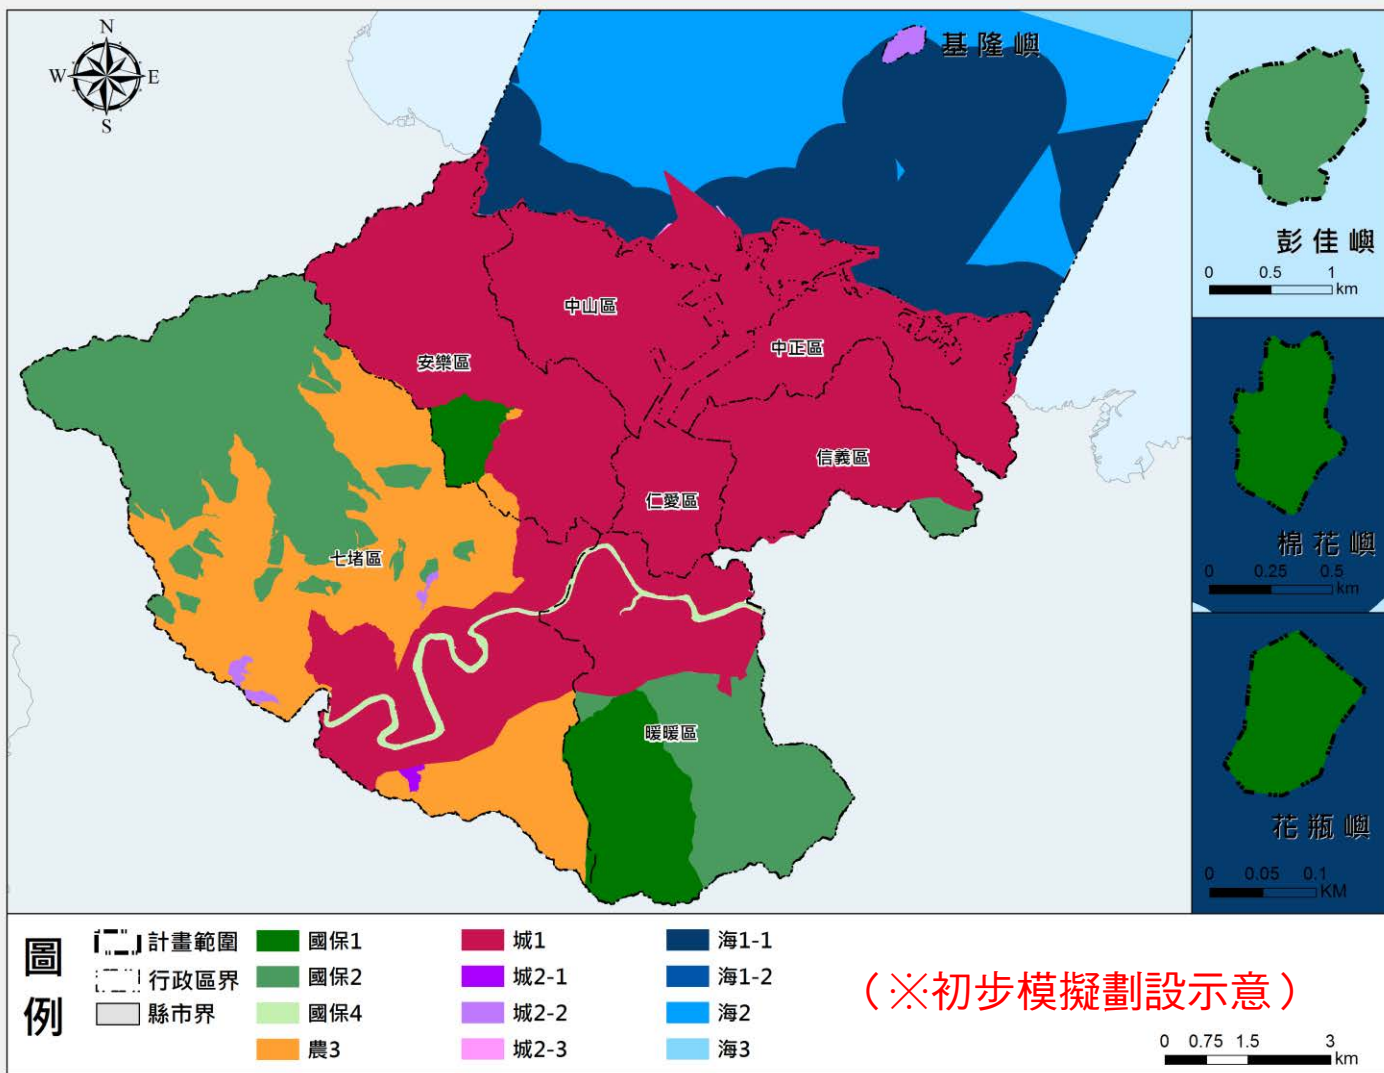 N
W
E
S
基隆嶼
中山區
中正區
安樂區
信義區
仁愛區
七堵區
暖暖區
彭佳嶼
0 0.5 1
km
棉花嶼
0 0.25 0.5
km
花瓶嶼
0 0.05 0.1
KM
圖例
計畫範圍
行政區界
縣市界
國保1
國保2
國保4
農3
城1
城2-1
城2-2
城2-3
海1-1
海1-2
海2
海3
（※初步模擬劃設示意）
0 0.75 1.5 3
km